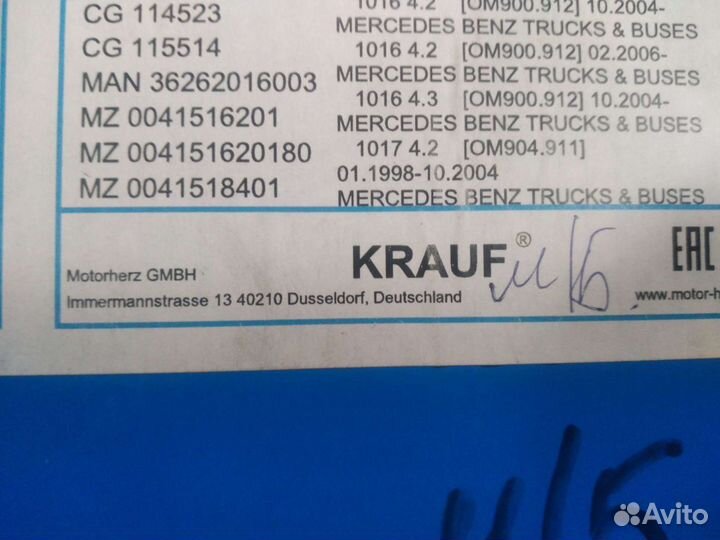 CG 114523
CG 115514
MAN 36262016003
MZ 0041516201
MZ 004151620180
MZ 0041518401
1016 4.2 [OM900.912] 10.2004-
MERCEDES BENZ TRUCKS & BUSES
1016 4.2 [OM900.912] 02.2006-
MERCEDES BENZ TRUCKS & BUSES
1016 4.3 [OM900.912] 10.2004-
MERCEDES BENZ TRUCKS & BUSES
1017 4.2 [OM904.911]
01.1998-10.2004
MERCEDES BENZ TRUCKS & BUSES
Motorherz GMBH
Immermannstrasse 13 40210 Dusseldorf, Deutschland
KRAUF®
м/Б.
EAC
www.motor-h
Avito